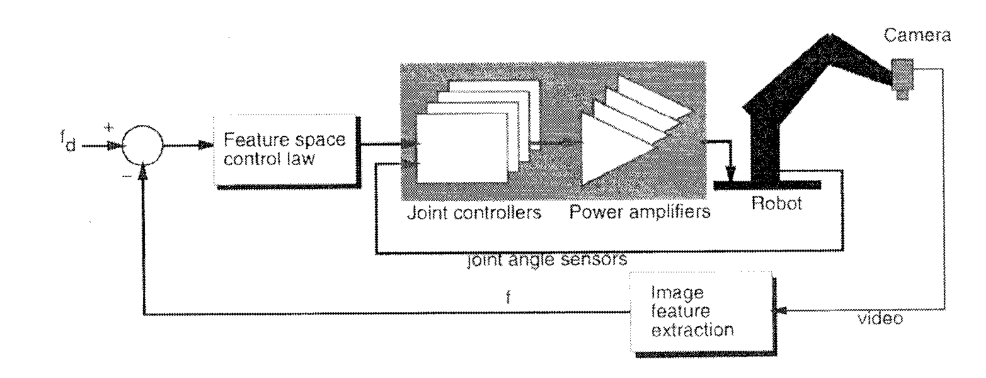 Camera
f_d
+
−
Feature space
control law
Joint controllers
Power amplifiers
Robot
joint angle sensors
f
Image
feature
extraction
video